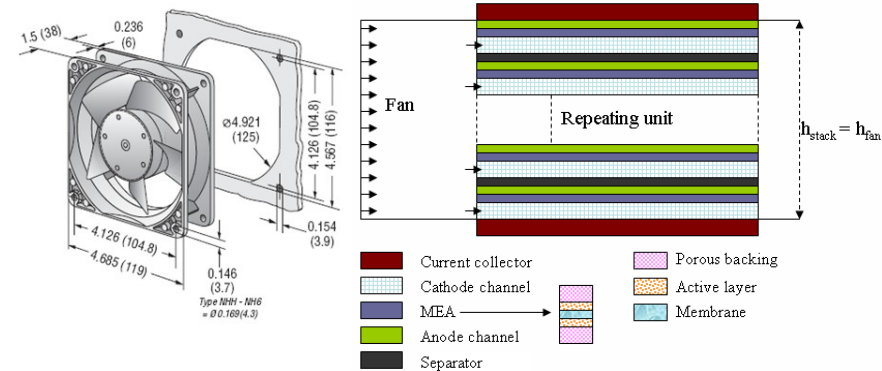 1.5 (38)
0.236
(6)
Ø4.921
(125)
4.126 (104.8)
4.567 (116)
0.154
(3.9)
4.126 (104.8)
4.685 (119)
0.146
(3.7)
Type NHH - NH6
= Ø 0.169(4.3)
Fan
Repeating unit
hstack = hfan
Current collector
Cathode channel
MEA
Anode channel
Separator
Porous backing
Active layer
Membrane